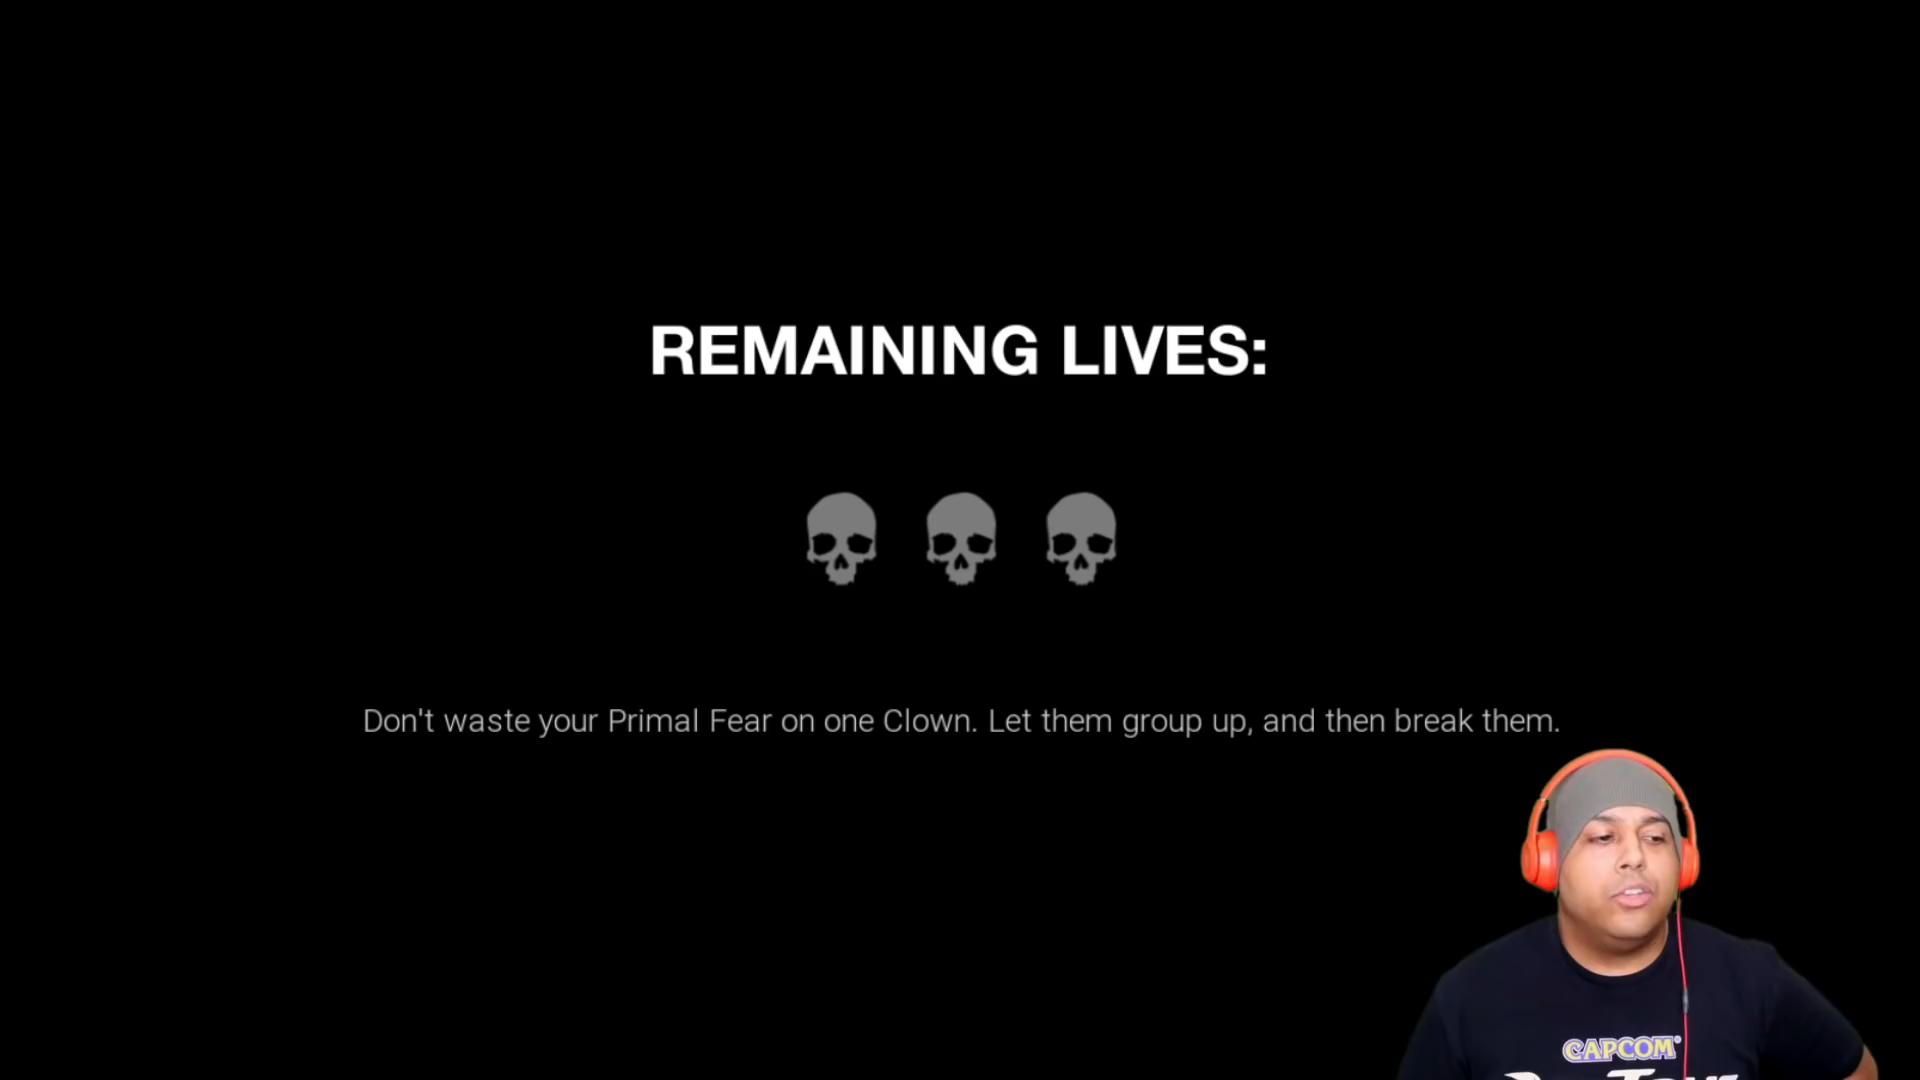 REMAINING LIVES:
Don't waste your Primal Fear on one Clown. Let them group up, and then break them.
CAPCOM®